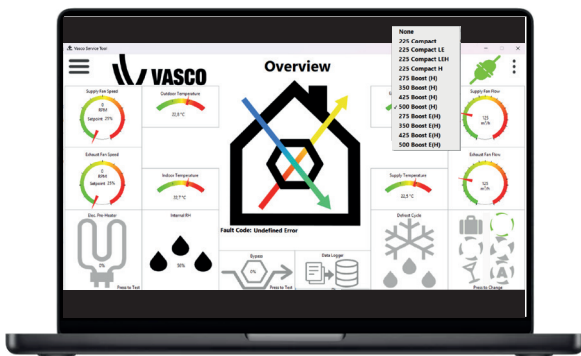 Vasco Service Tool
VASCO
Overview
None
225 Compact
225 Compact LE
225 Compact LEH
225 Compact H
275 Boost (H)
350 Boost (H)
425 Boost (H)
✓ 500 Boost (H)
275 Boost E(H)
350 Boost E(H)
425 Boost E(H)
500 Boost E(H)
Supply Fan Speed
0
RPM
Setpoint 25%
Outdoor Temperature
22,8 °C
Supply Fan Flow
125
m³/h
Exhaust Fan Speed
0
RPM
Setpoint 25%
Indoor Temperature
Supply Temperature
22,9 °C
Exhaust Fan Flow
125
m³/h
Elec. Pre-Heater
0%
Press to Test
Internal RH
50%
Fault Code: Undefined Error
Bypass
0%
Press to Test
Data Logger
Defrost Cycle
A
Press to Change